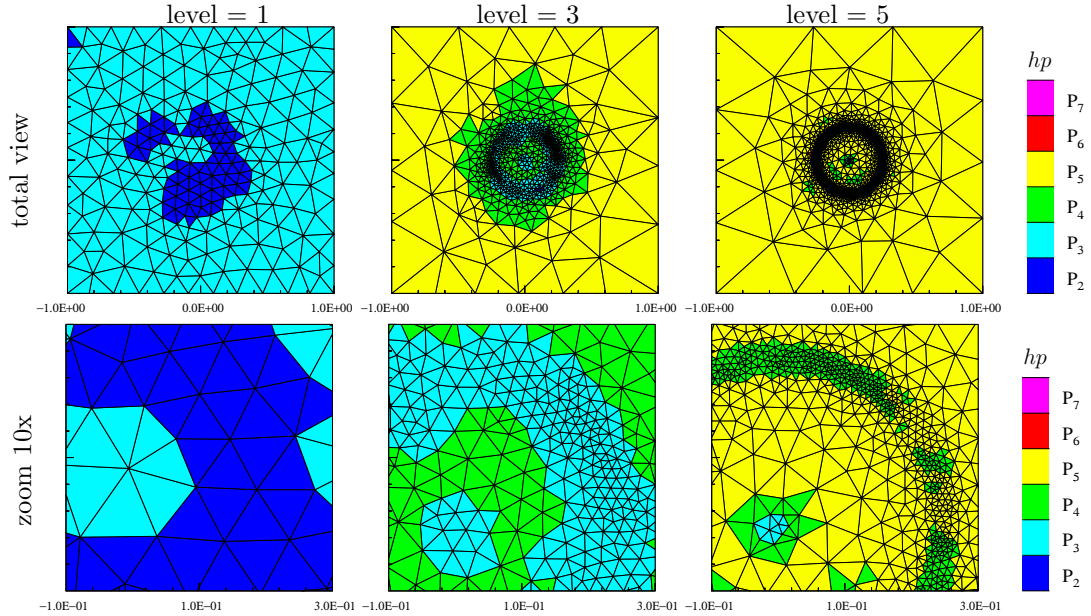 level = 1
level = 3
level = 5
total view
hp
P7
P6
P5
P4
P3
P2
−1.0E+00 0.0E+00 1.0E+00
−1.0E+00 0.0E+00 1.0E+00
−1.0E+00 0.0E+00 1.0E+00
zoom 10x
hp
P7
P6
P5
P4
P3
P2
−1.0E−01 1.0E−01 3.0E−01
−1.0E−01 1.0E−01 3.0E−01
−1.0E−01 1.0E−01 3.0E−01